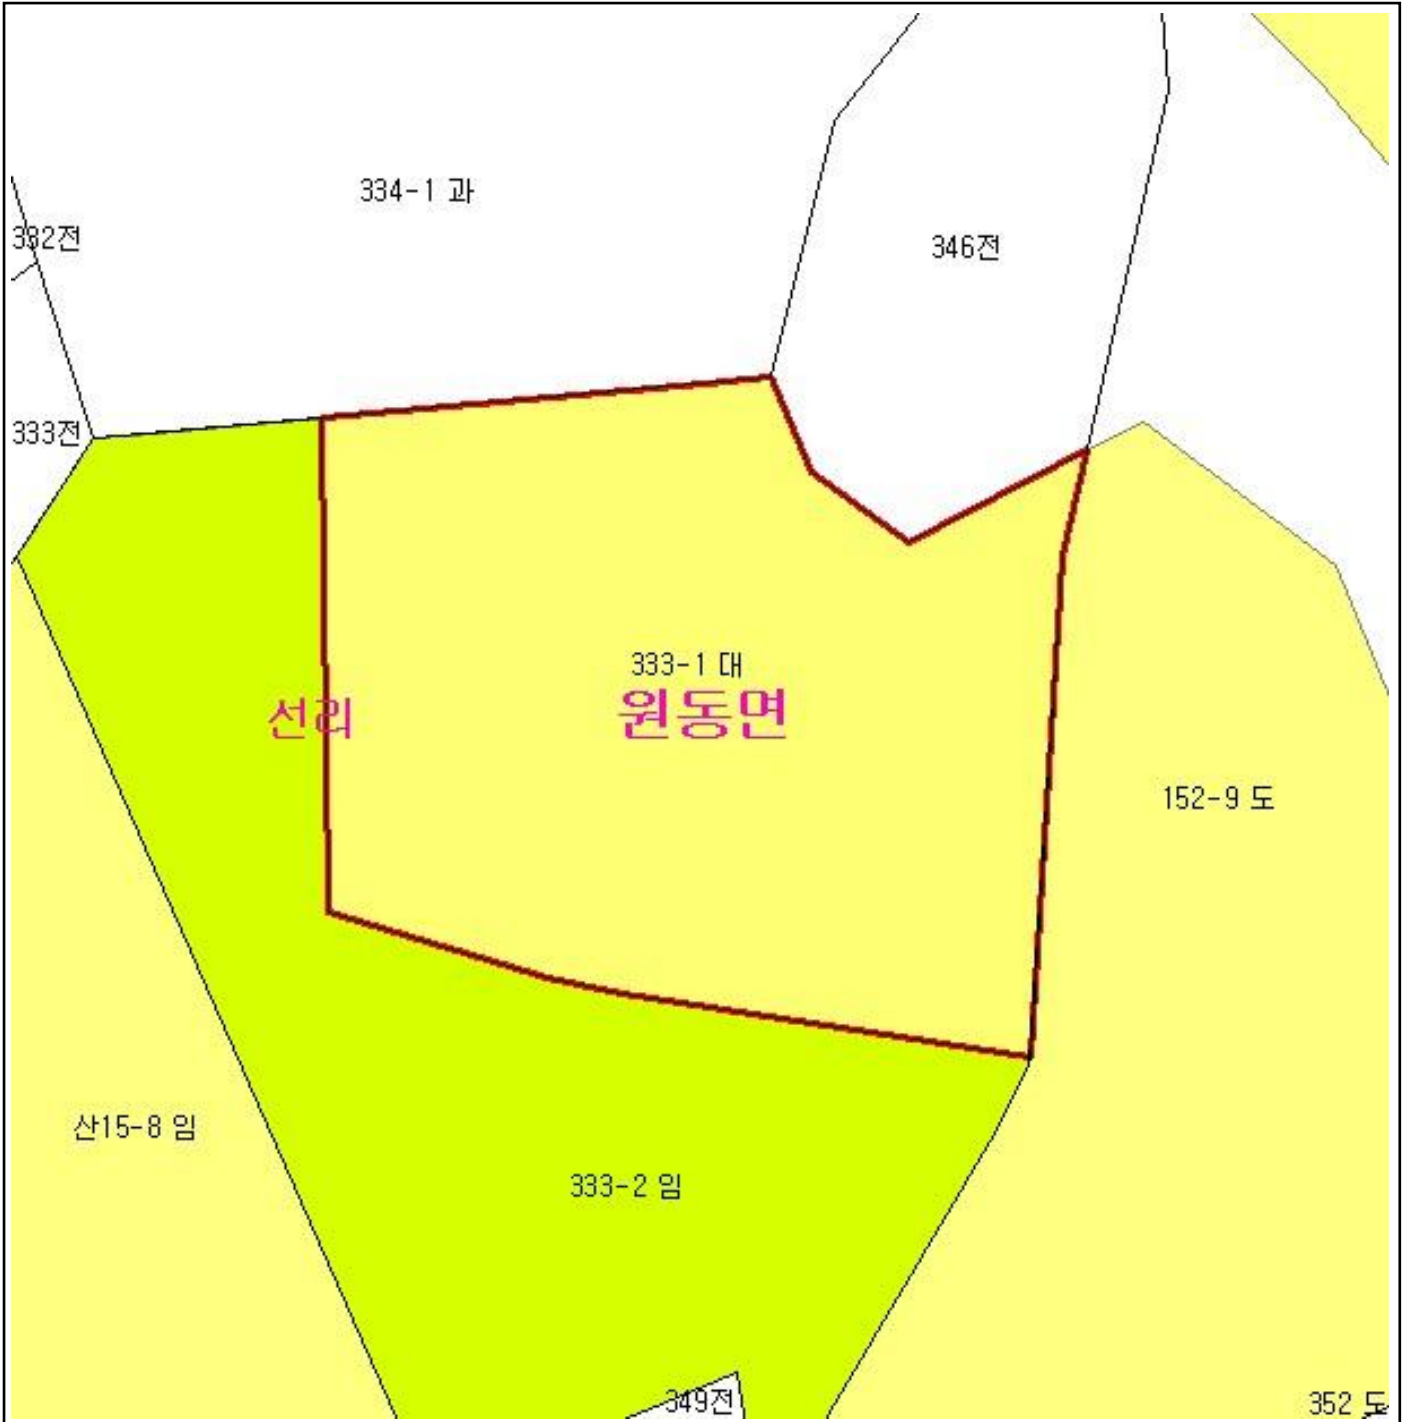 334-1 과
332전
346전
333전
333-1 대
선리
원동면
152-9 도
산15-8 임
333-2 임
349전
352 도